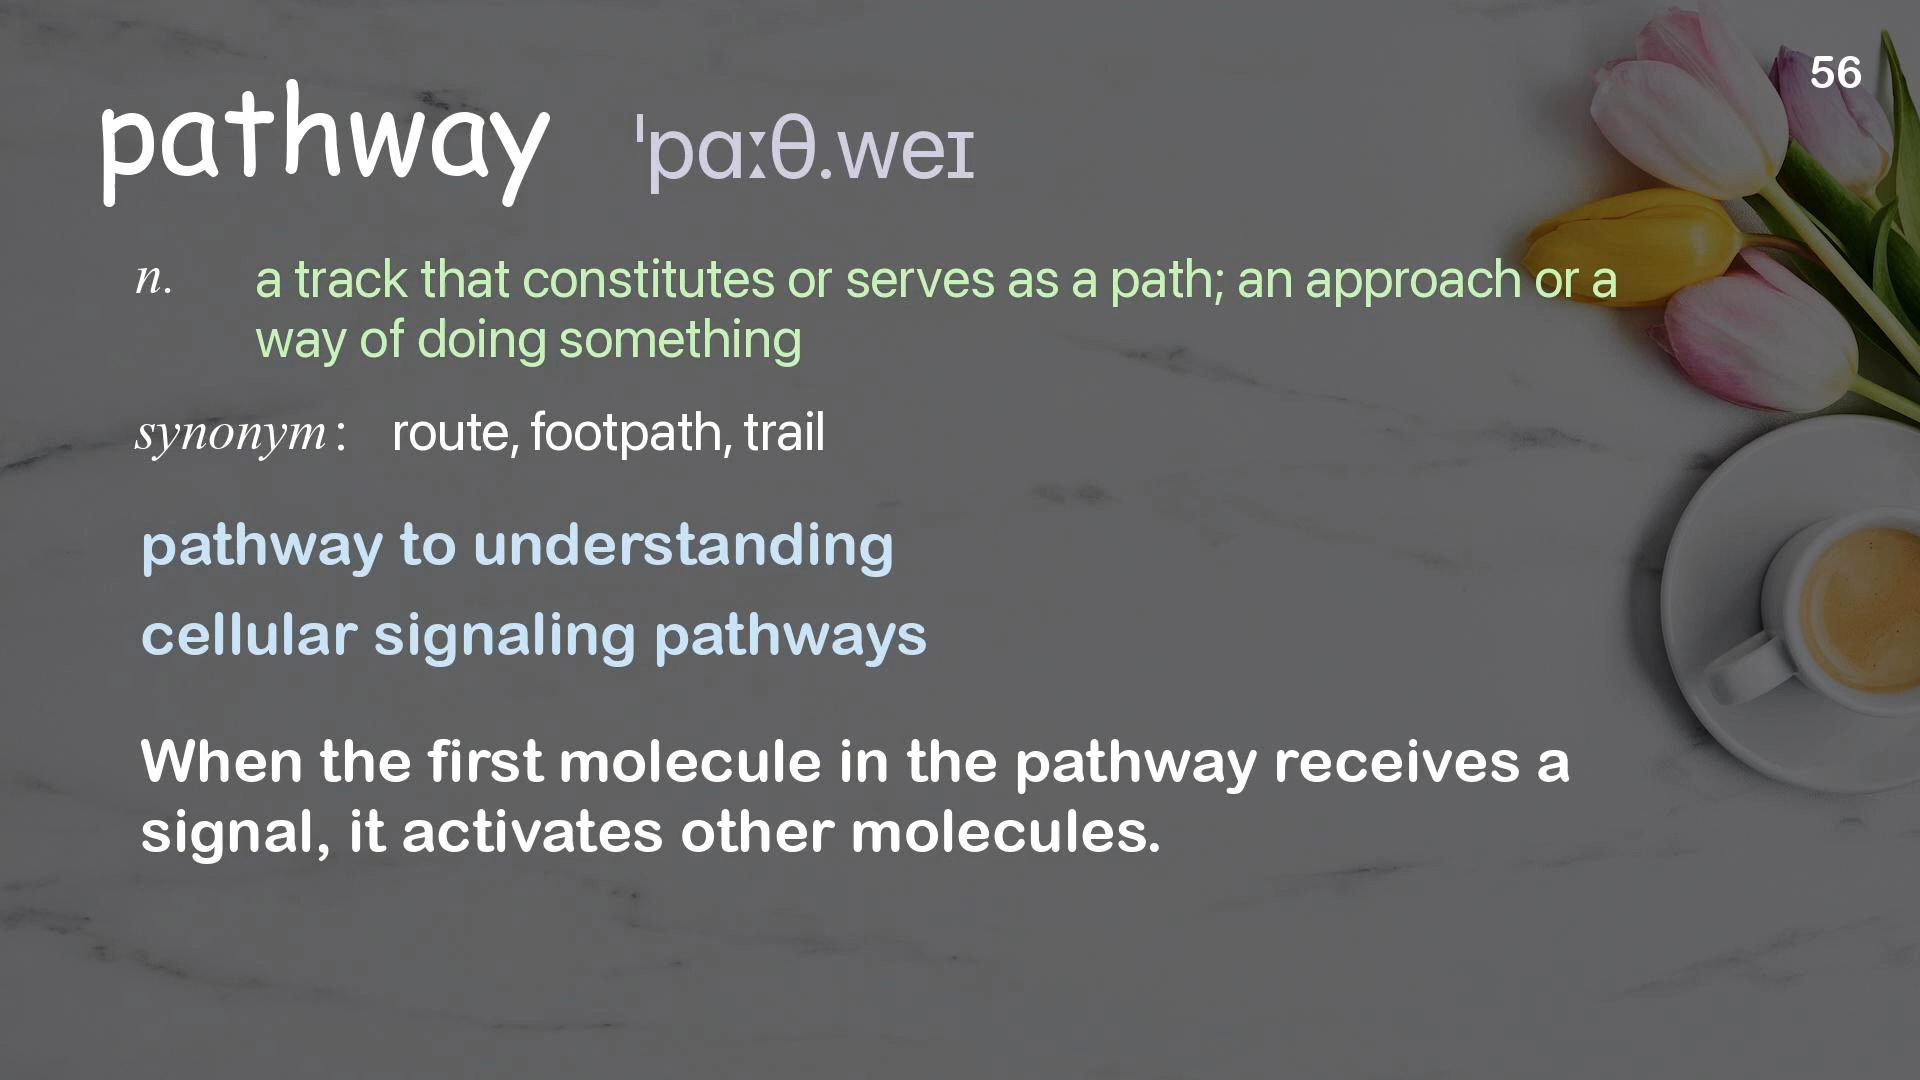 56
pathway ˈpɑːθ.weɪ
n. a track that constitutes or serves as a path; an approach or a
way of doing something
synonym: route, footpath, trail
pathway to understanding
cellular signaling pathways
When the first molecule in the pathway receives a
signal, it activates other molecules.